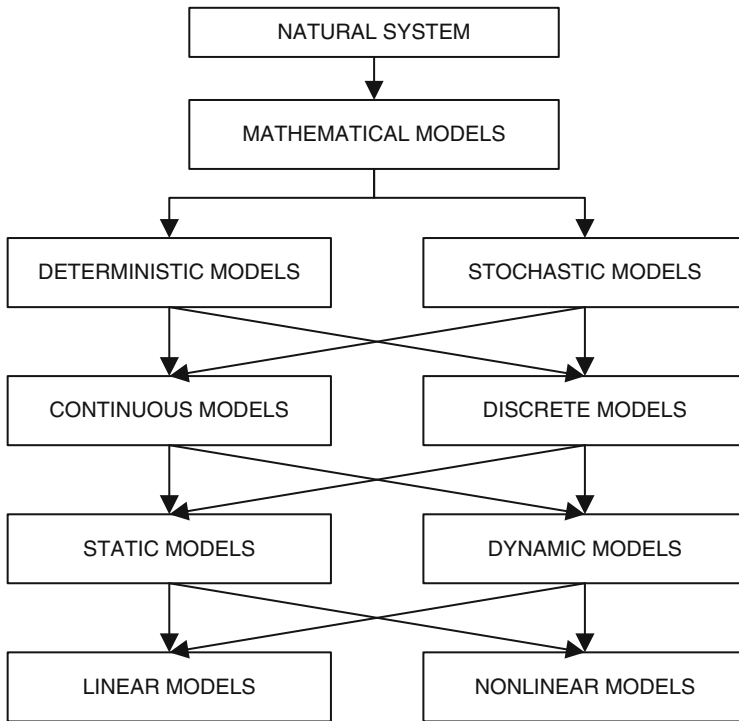 NATURAL SYSTEM
MATHEMATICAL MODELS
DETERMINISTIC MODELS
STOCHASTIC MODELS
CONTINUOUS MODELS
DISCRETE MODELS
STATIC MODELS
DYNAMIC MODELS
LINEAR MODELS
NONLINEAR MODELS